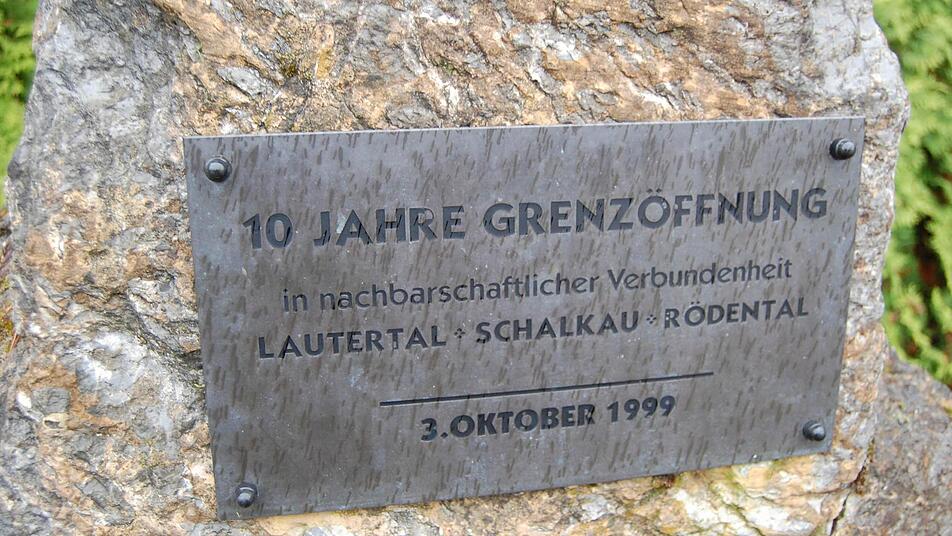 10 JAHRE GRENZÖFFNUNG
in nachbarschaftlicher Verbundenheit
LAUTERTAL + SCHALKAU + RÖDENTAL
3. OKTOBER 1999